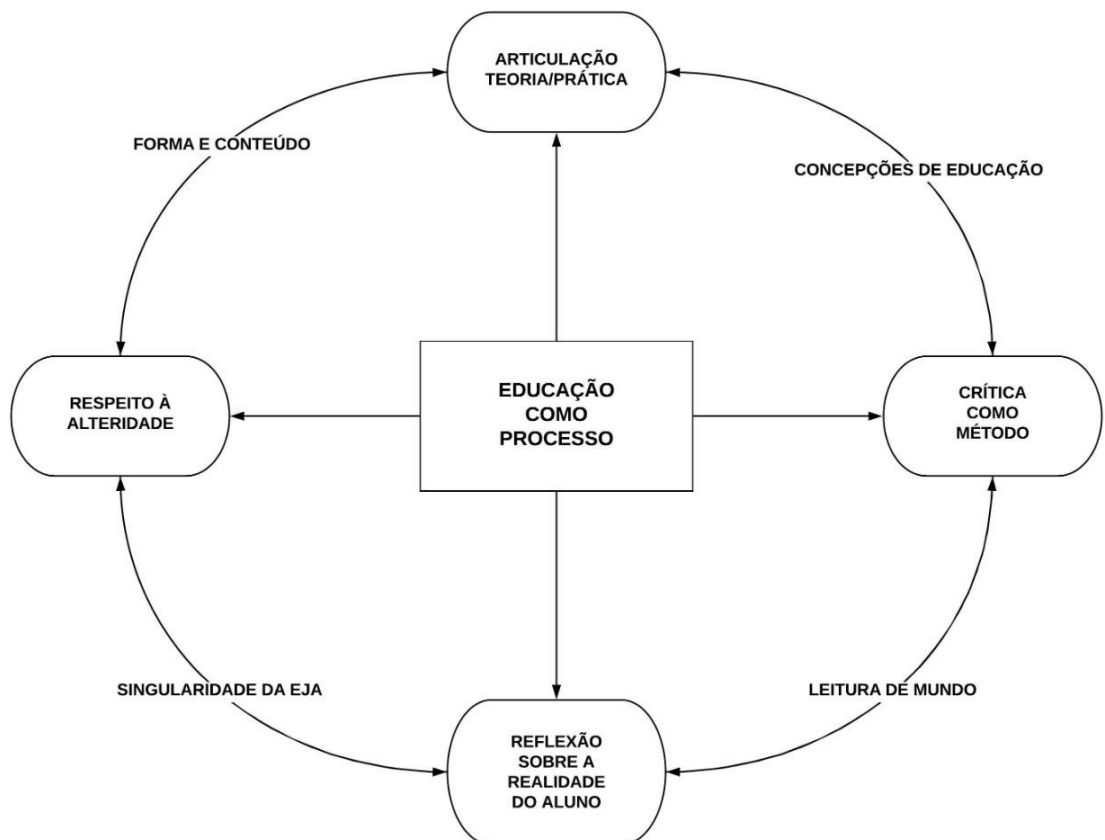 ARTICULAÇÃO
TEORIA/PRÁTICA
FORMA E CONTEÚDO
CONCEPÇÕES DE EDUCAÇÃO
RESPEITO À
ALTERIDADE
EDUCAÇÃO
COMO
PROCESSO
CRÍTICA
COMO
MÉTODO
SINGULARIDADE DA EJA
LEITURA DE MUNDO
REFLEXÃO
SOBRE A
REALIDADE
DO ALUNO